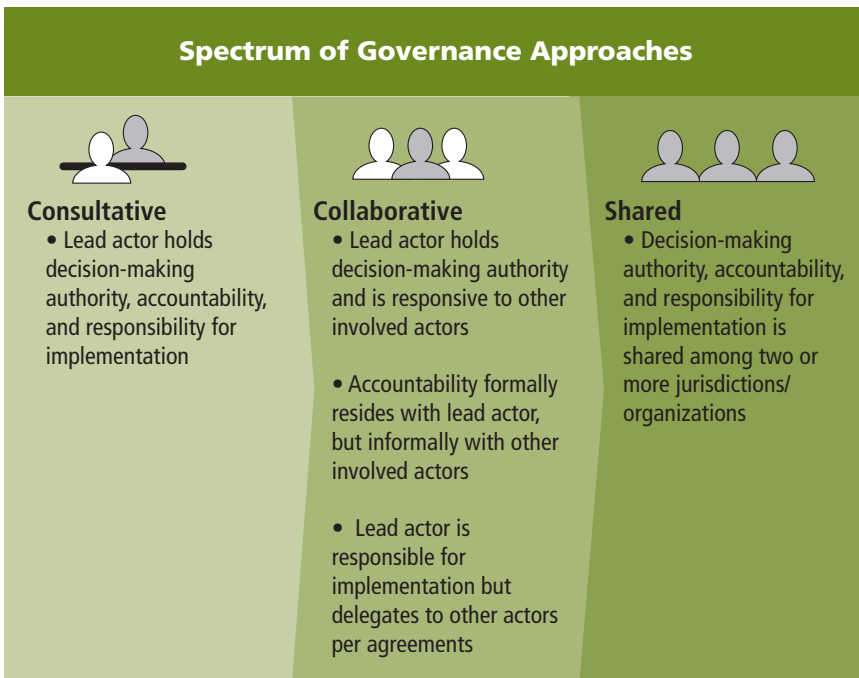 Spectrum of Governance Approaches
Consultative
• Lead actor holds
decision-making
authority, accountability,
and responsibility for
implementation
Collaborative
• Lead actor holds
decision-making authority
and is responsive to other
involved actors
• Accountability formally
resides with lead actor,
but informally with other
involved actors
• Lead actor is
responsible for
implementation but
delegates to other actors
per agreements
Shared
• Decision-making
authority, accountability,
and responsibility for
implementation is
shared among two or
more jurisdictions/
organizations